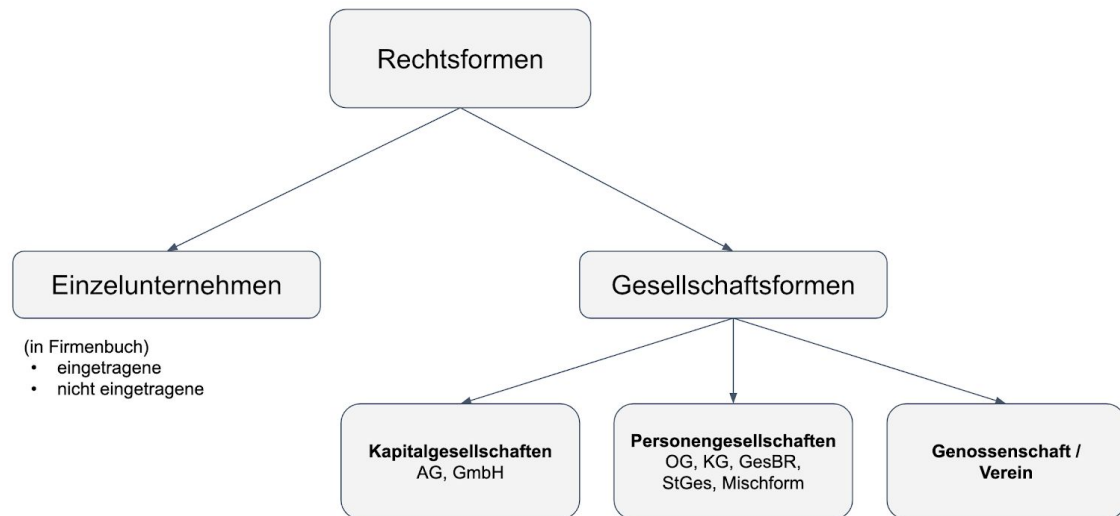 Rechtsformen
Einzelunternehmen
Gesellschaftsformen
(in Firmenbuch)
• eingetragene
• nicht eingetragene
Kapitalgesellschaften
AG, GmbH
Personengesellschaften
OG, KG, GesBR,
StGes, Mischform
Genossenschaft /
Verein